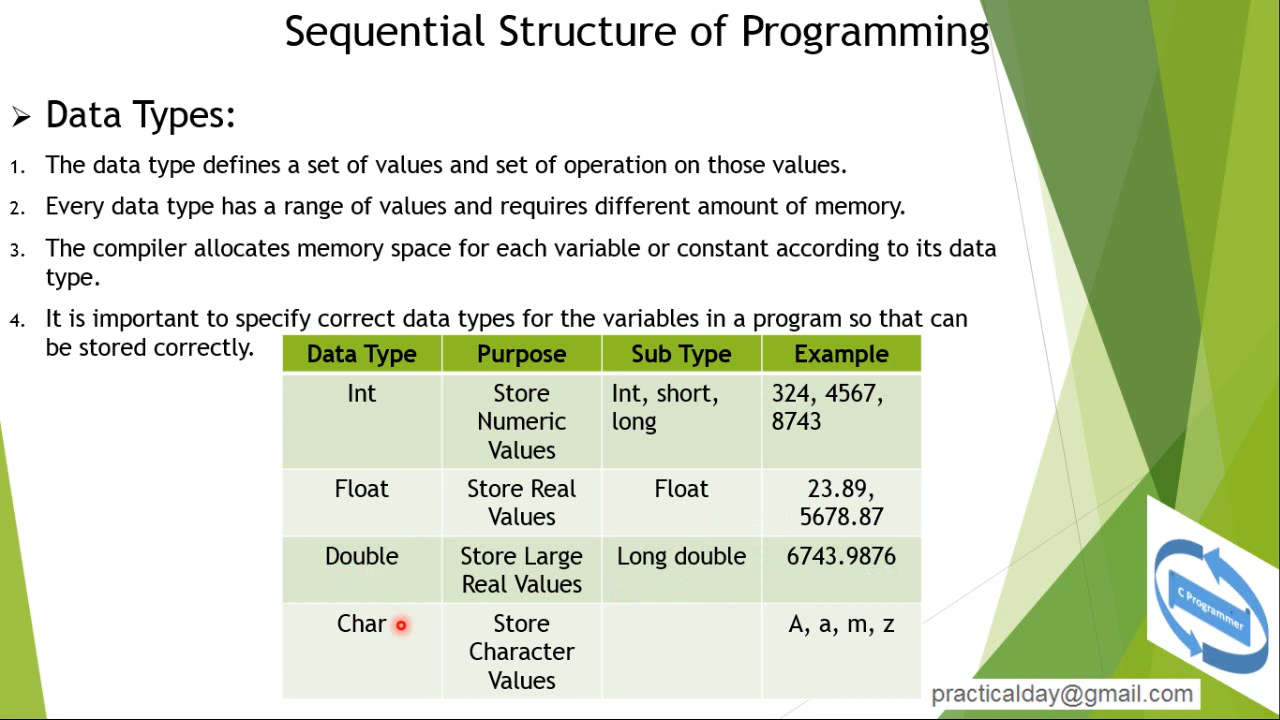 Sequential Structure of Programming
➢ Data Types:
1. The data type defines a set of values and set of operation on those values.
2. Every data type has a range of values and requires different amount of memory.
3. The compiler allocates memory space for each variable or constant according to its data
type.
4. It is important to specify correct data types for the variables in a program so that can
be stored correctly.
Data Type Purpose Sub Type Example
Int Store Int, short, 324, 4567,
Numeric long 8743
Values
Float Store Real Float 23.89,
Values 5678.87
Double Store Large Long double 6743.9876
Real Values
Char Store A, a, m, z
Character
Values
C Programmer
practicalday@gmail.com